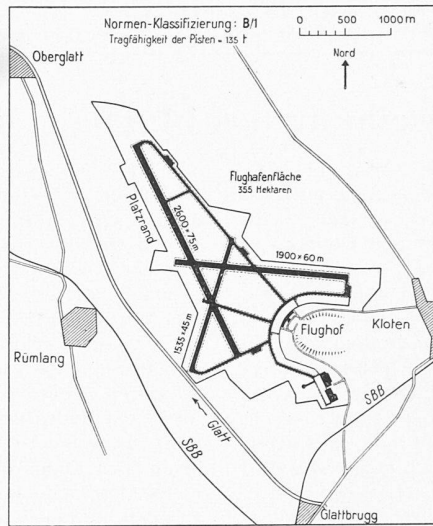 Normen-Klassifizierung: B/1
Tragfähigkeit der Pisten = 135 t
0 500 1000 m
Nord
Oberglatt
Flughafenfläche
355 Hektaren
Platzrand
2600 × 75 m
1900 × 60 m
1535 × 45 m
Flughof
Kloten
Rümlang
Glatt
SBB
SBB
Glattbrugg